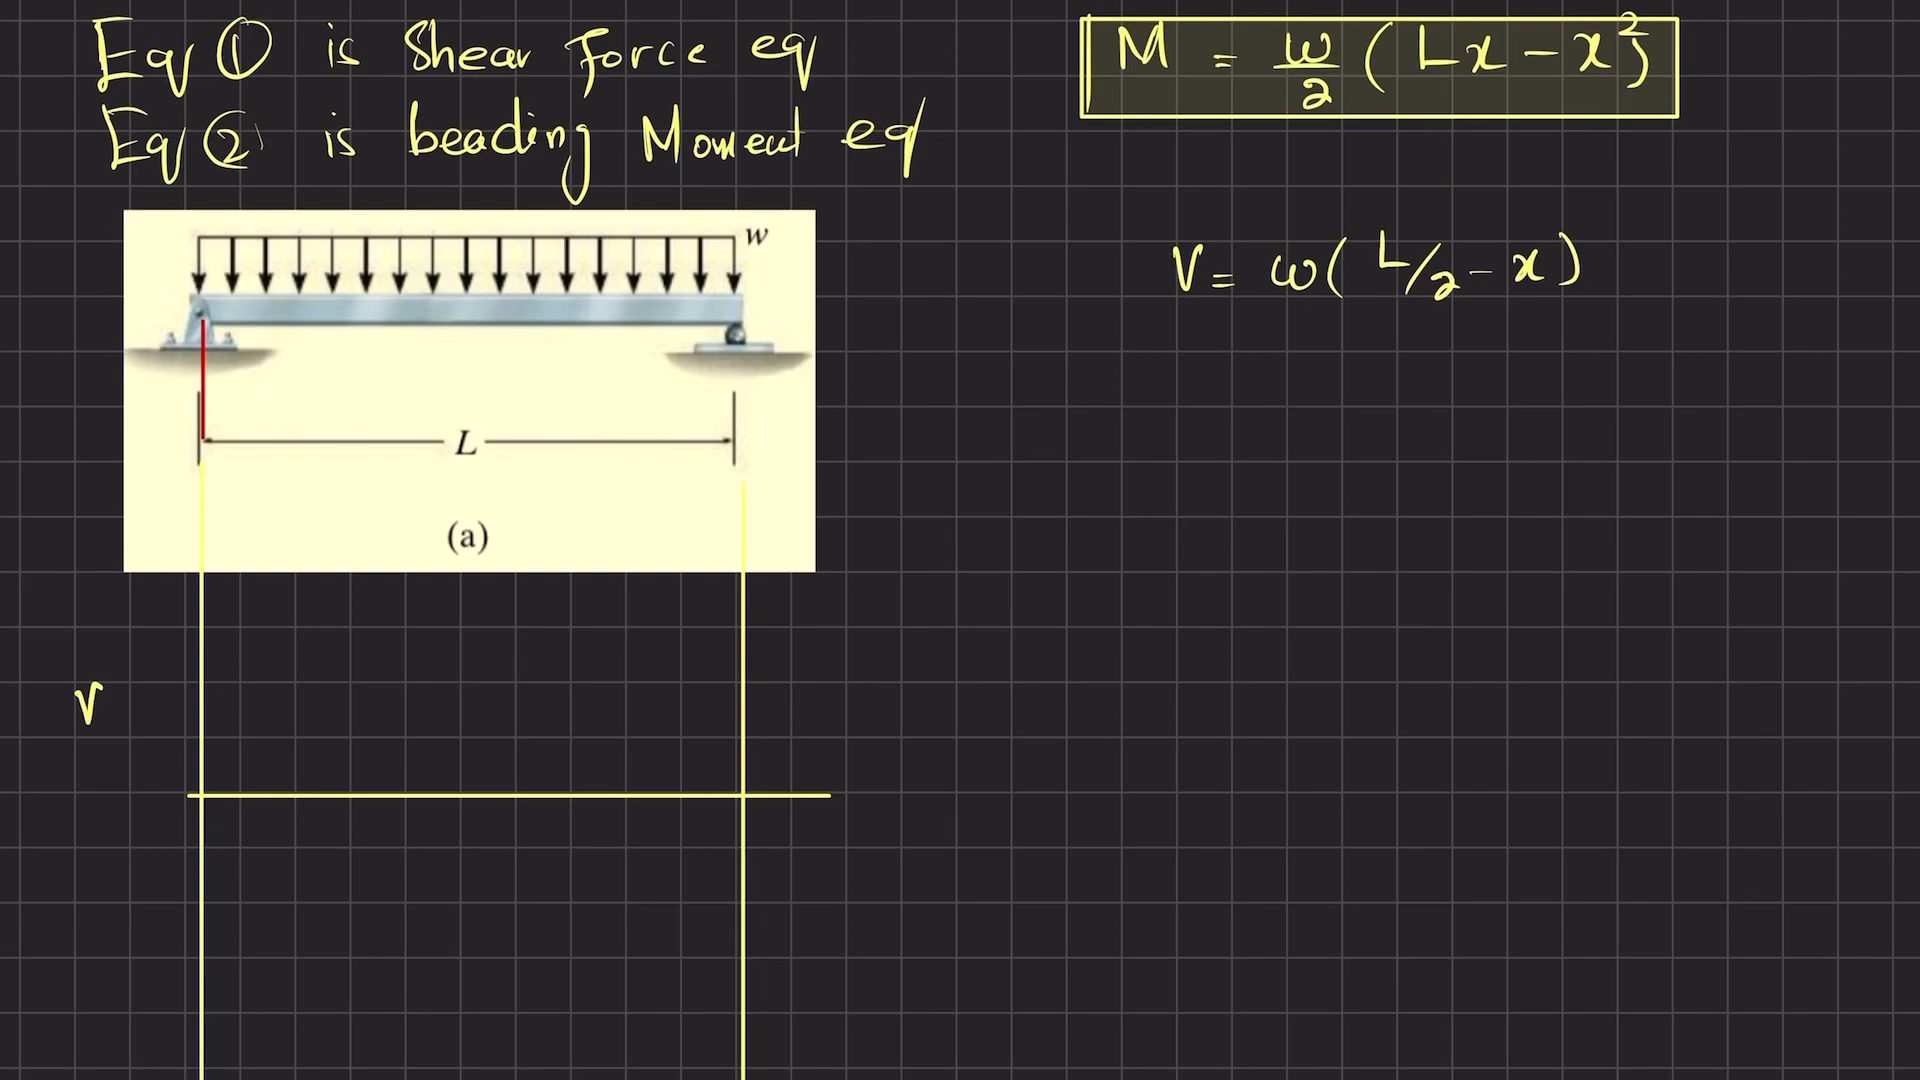 Eq ① is Shear Force eq
Eq ② is beading Moment eq
M = w/2 ( Lx - x²)
V = w( L/2 - x )
w
L
(a)
V